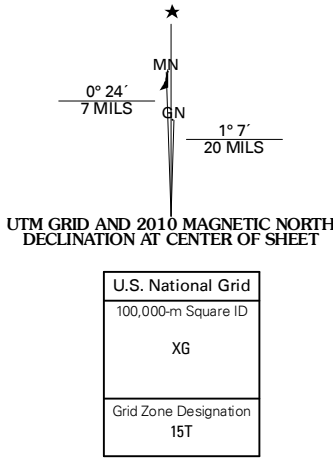 ★
MN
0° 24´
7 MILS
GN
1° 7´
20 MILS
UTM GRID AND 2010 MAGNETIC NORTH
DECLINATION AT CENTER OF SHEET
U.S. National Grid
100,000-m Square ID
XG
Grid Zone Designation
15T